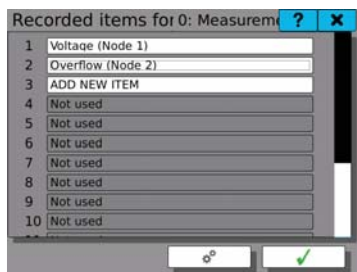 Recorded items for 0: Measureme ? ×
1 Voltage (Node 1)
2 Overflow (Node 2)
3 ADD NEW ITEM
4 Not used
5 Not used
6 Not used
7 Not used
8 Not used
9 Not used
10 Not used